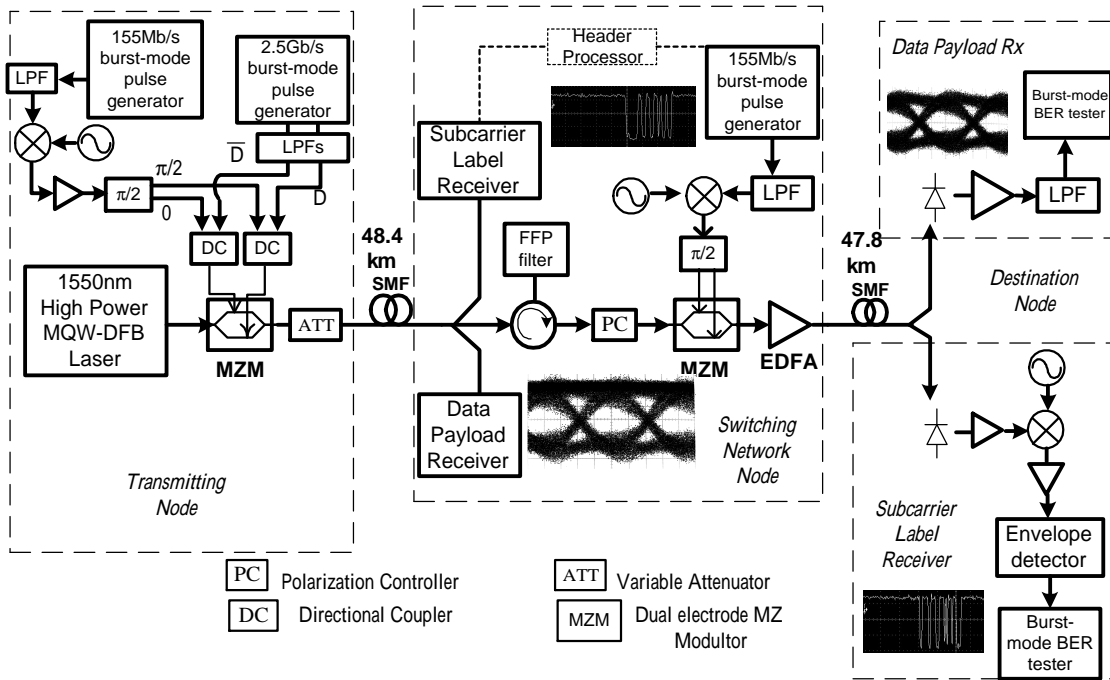 155Mb/s
burst-mode
pulse
generator
2.5Gb/s
burst-mode
pulse
generator
LPF
LPFs
D̅
D
π/2
π/2
0
DC
DC
1550nm
High Power
MQW-DFB
Laser
MZM
ATT
48.4
km
SMF
Transmitting
Node
Header
Processor
155Mb/s
burst-mode
pulse
generator
Subcarrier
Label
Receiver
LPF
FFP
filter
π/2
PC
MZM
EDFA
Data
Payload
Receiver
Switching
Network
Node
47.8
km
SMF
Data Payload Rx
Burst-mode
BER tester
LPF
Destination
Node
Subcarrier
Label
Receiver
Envelope
detector
Burst-
mode BER
tester
PC
Polarization Controller
ATT
Variable Attenuator
DC
Directional Coupler
MZM
Dual electrode MZ
Modultor